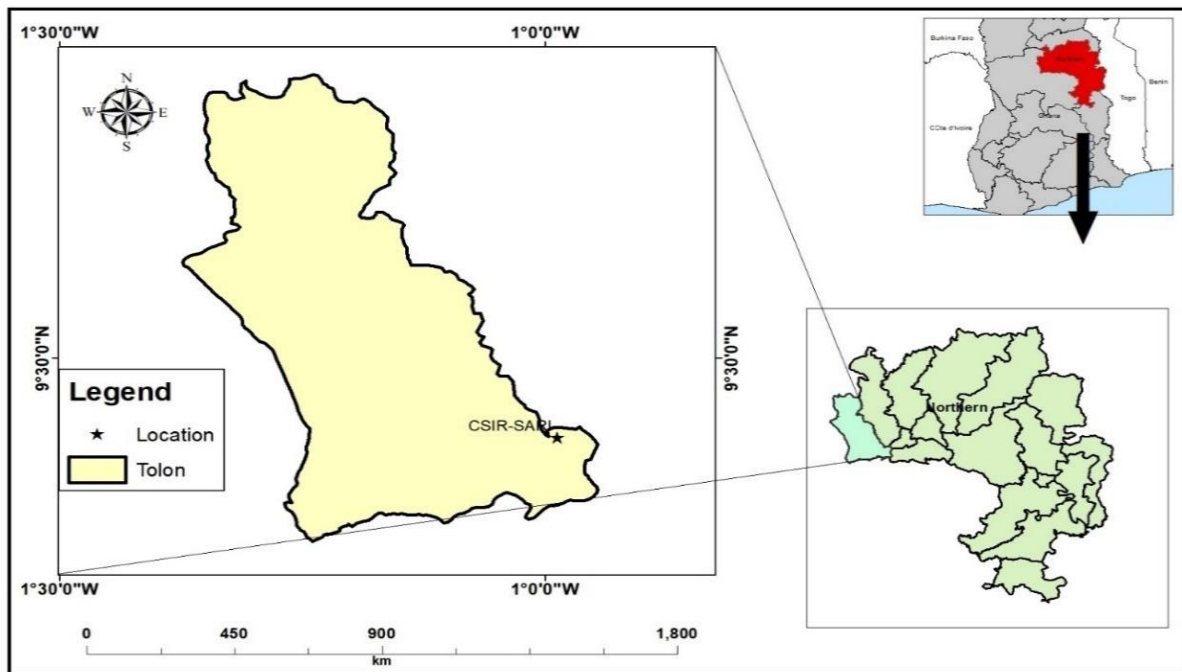 1°30'0"W
1°0'0"W
N
W
E
S
9°30'0"N
9°30'0"N
Legend
Location
Tolon
CSIR-SARI
1°30'0"W
1°0'0"W
0
450
900
1,800
km
Burkina Faso
Northern
Benin
Togo
Ghana
Côte d'Ivoire
Northern